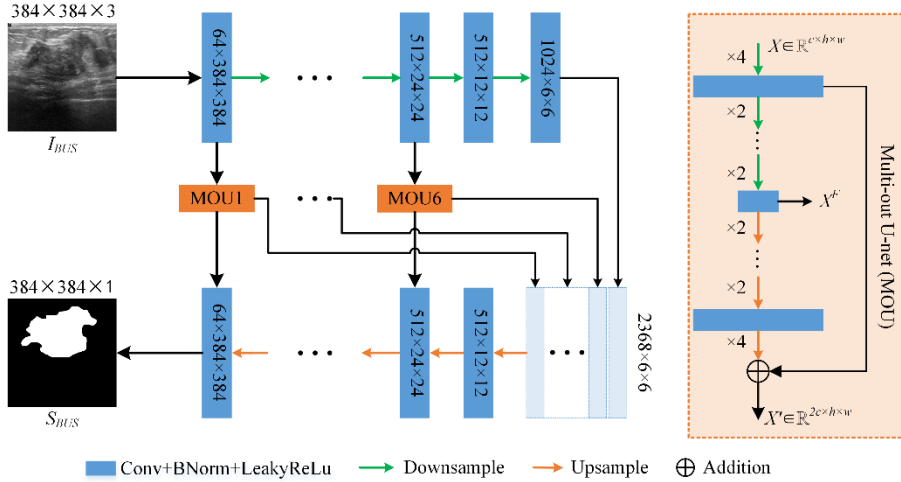 384×384×3
I_BUS
64×384×384
512×24×24
512×12×12
1024×6×6
MOU1
MOU6
384×384×1
S_BUS
64×384×384
512×24×24
512×12×12
2368×6×6
X∈ℝ^{c×h×w}
×4
×2
×2
X^F
×2
×2
×4
X'∈ℝ^{2c×h×w}
Multi-out U-net (MOU)
Conv+BNorm+LeakyReLu
Downsample
Upsample
Addition